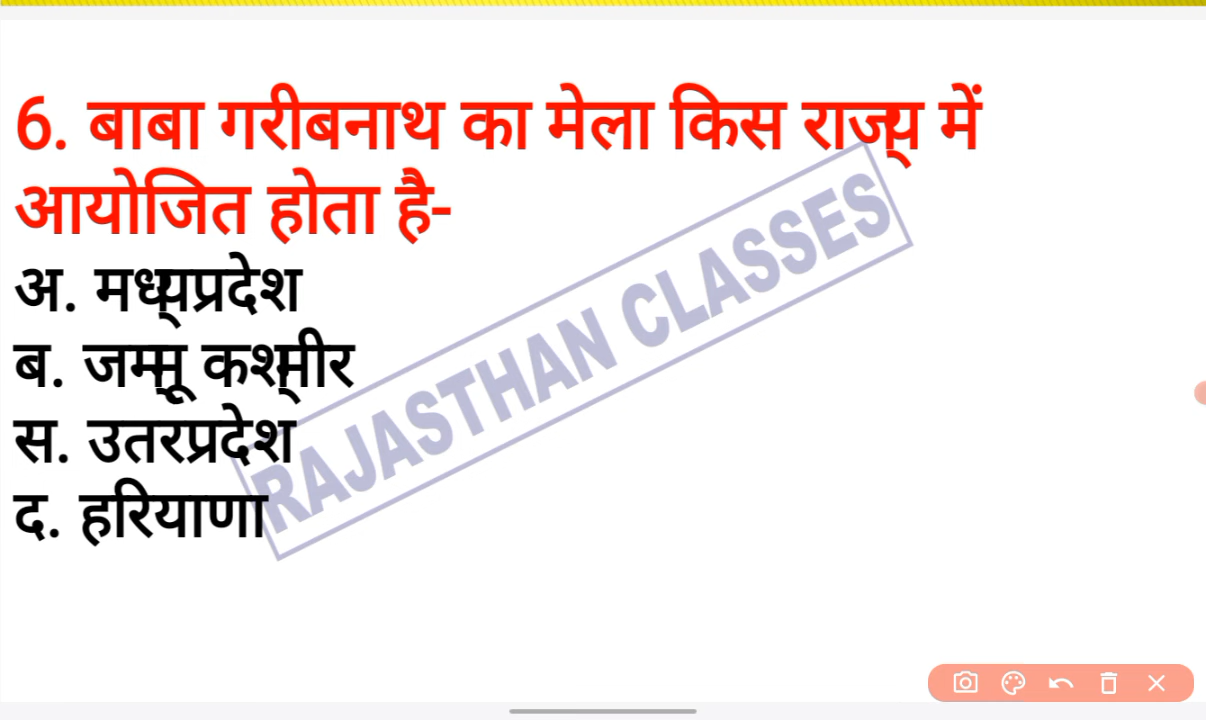 6. बाबा गरीबनाथ का मेला किस राज्य में
आयोजित होता है-
अ. मध्यप्रदेश
ब. जम्मू कश्मीर
स. उतरप्रदेश
द. हरियाणा
RAJASTHAN CLASSES